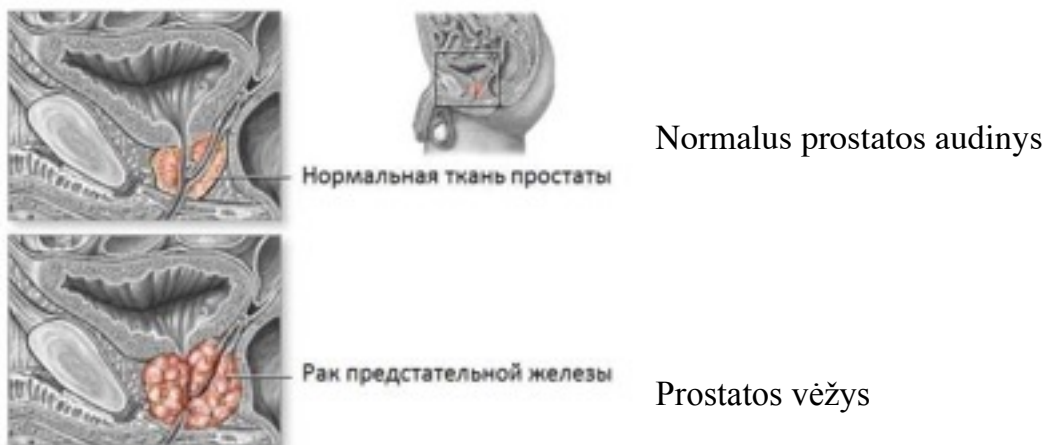 Normalus prostatos audinys
Нормальная ткань простаты
Рак предстательной железы
Prostatos vėžys